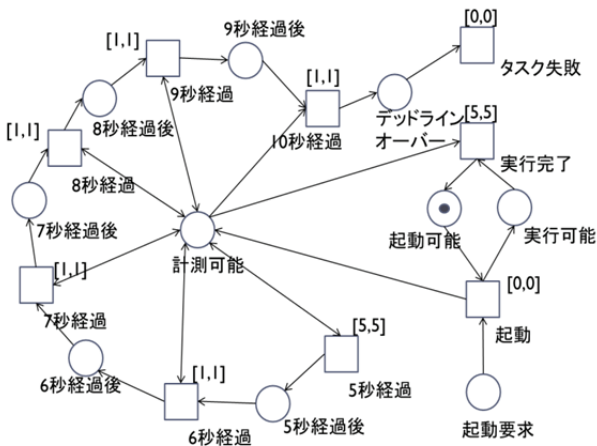 [0,0]
タスク失敗
9秒経過後
[1,1]
9秒経過
[1,1]
10秒経過
デッドライン
オーバー
[5,5]
実行完了
8秒経過後
[1,1]
8秒経過
起動可能
実行可能
7秒経過後
計測可能
[1,1]
7秒経過
[0,0]
起動
[5,5]
5秒経過
6秒経過後
[1,1]
6秒経過
5秒経過後
起動要求